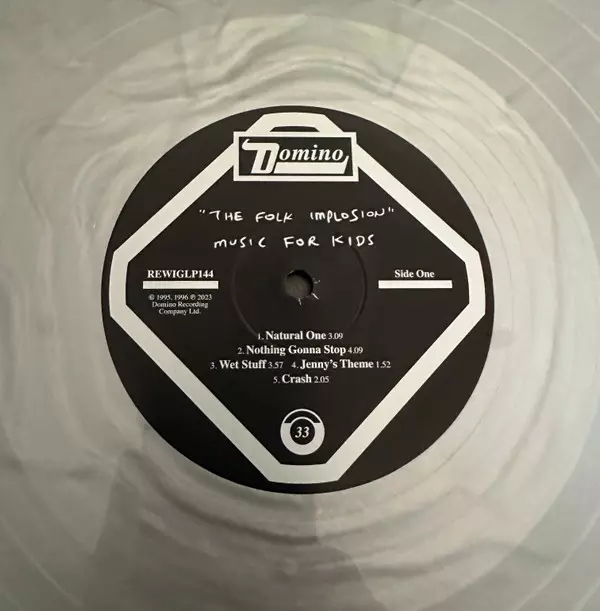 Domino
"THE FOLK IMPLOSION"
MUSIC FOR KIDS
REWIGLP144
Side One
© 1995, 1996 ℗ 2023
Domino Recording
Company Ltd.
1. Natural One 3.09
2. Nothing Gonna Stop 4.09
3. Wet Stuff 3.57 4. Jenny's Theme 1.52
5. Crash 2.05
33